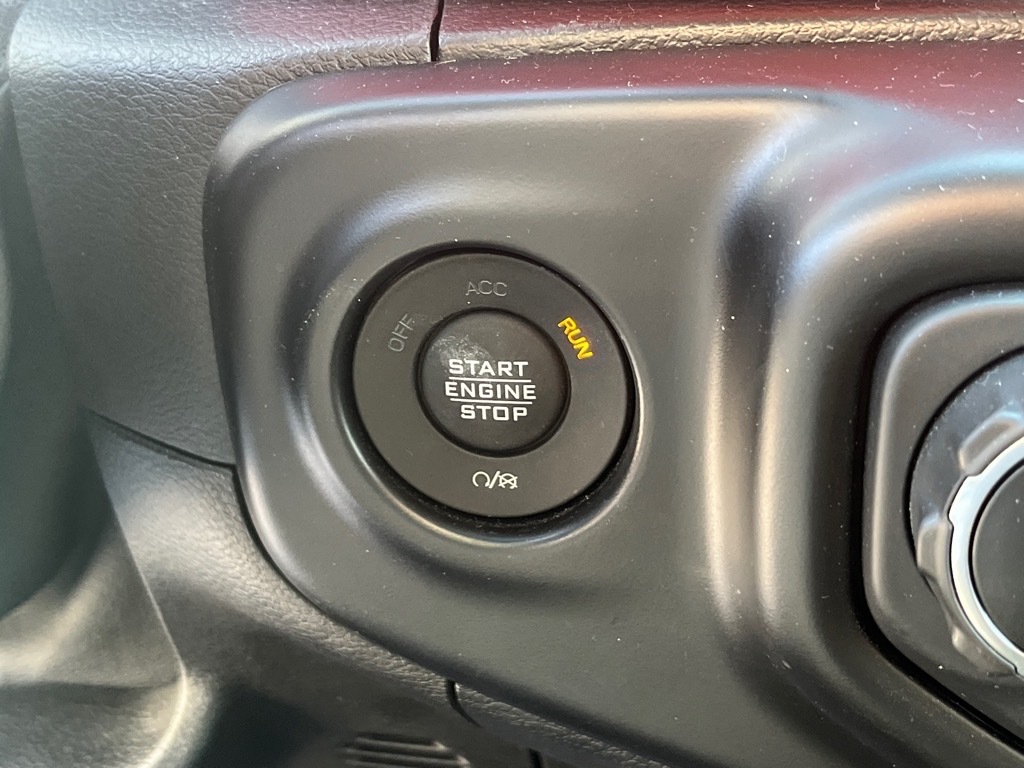 OFF
ACC
RUN
START
ENGINE
STOP